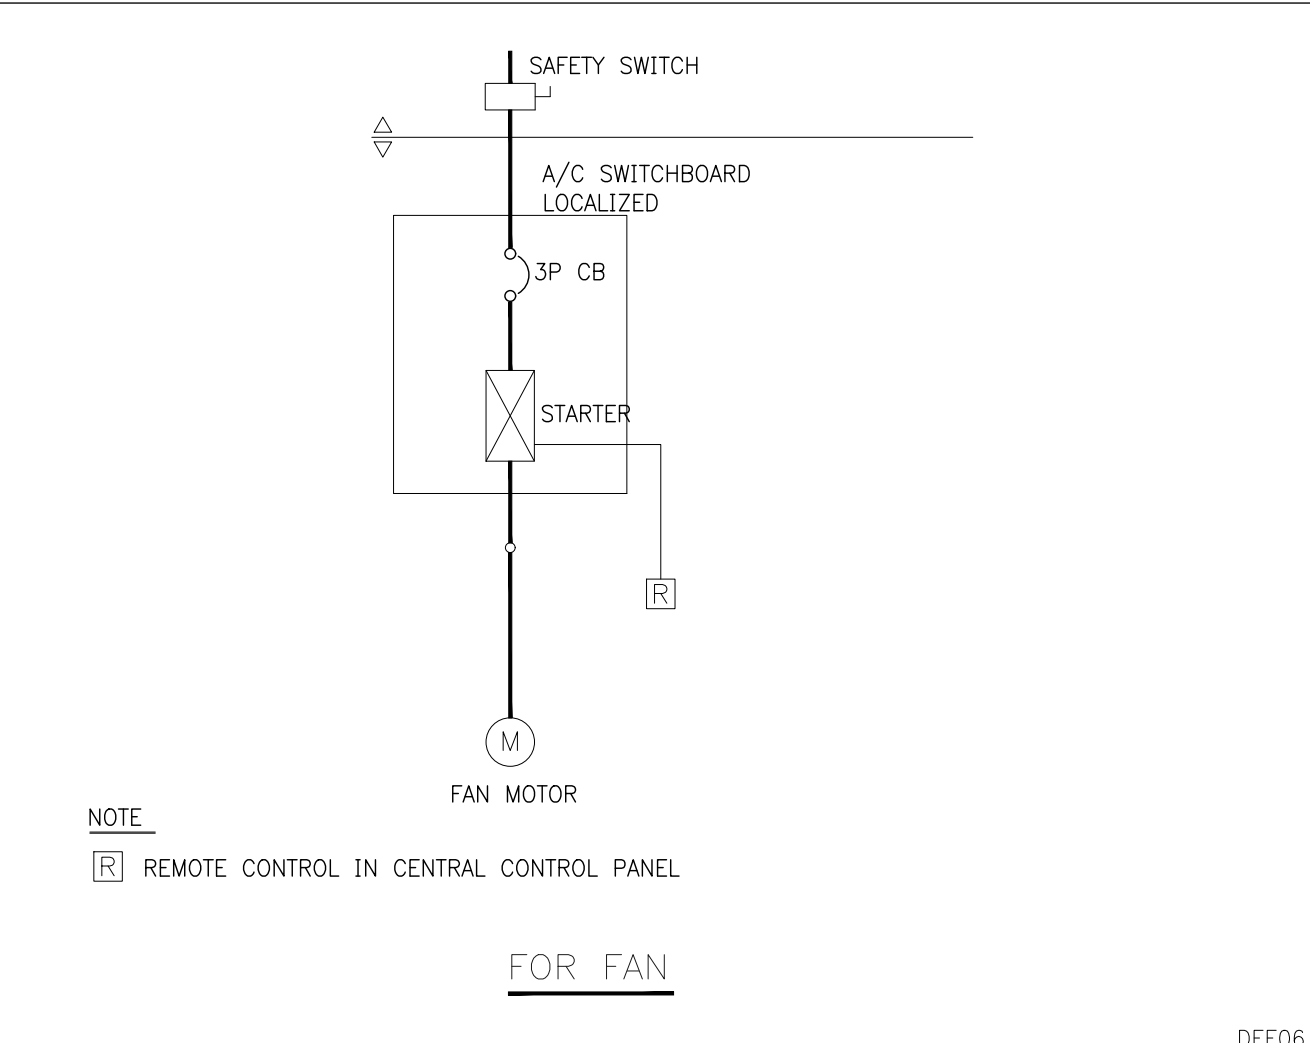 SAFETY SWITCH
A/C SWITCHBOARD
LOCALIZED
3P CB
STARTER
R
M
FAN MOTOR
NOTE
R REMOTE CONTROL IN CENTRAL CONTROL PANEL
FOR FAN